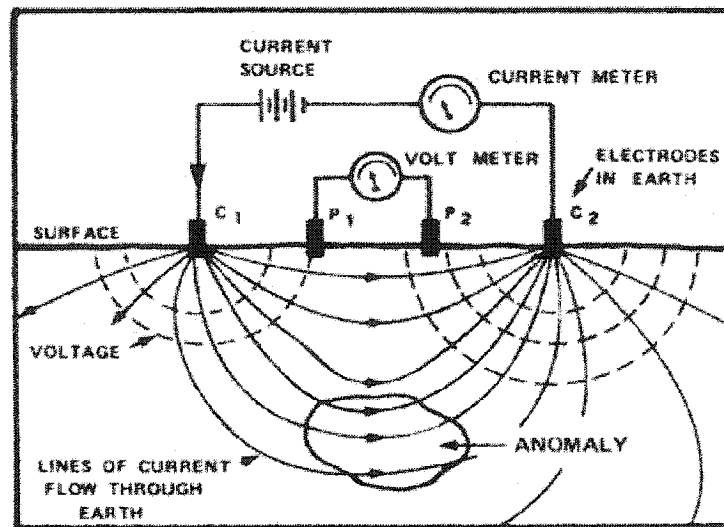 CURRENT
SOURCE
CURRENT METER
VOLT METER
ELECTRODES
IN EARTH
C1
P1
P2
C2
SURFACE
VOLTAGE
ANOMALY
LINES OF CURRENT
FLOW THROUGH
EARTH